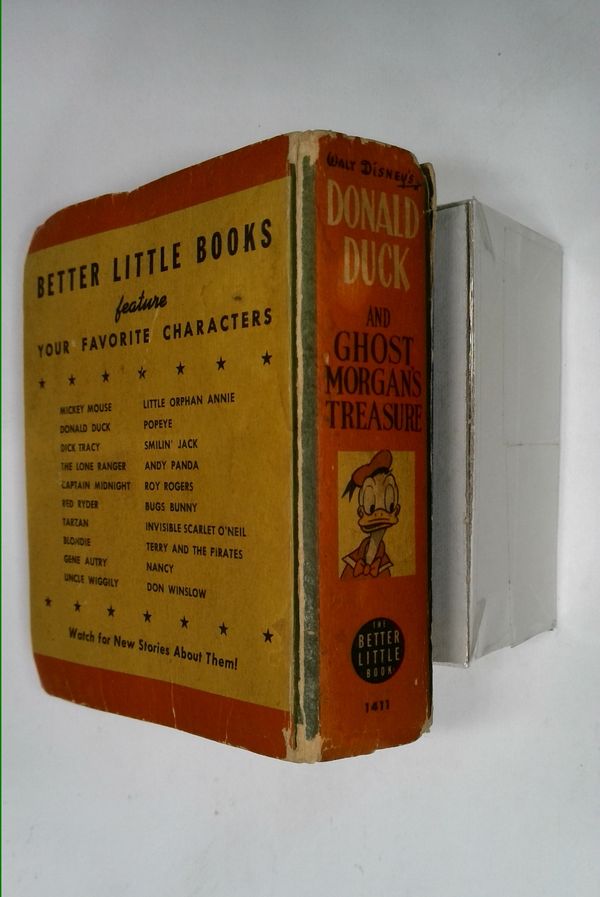 BETTER LITTLE BOOKS
feature
YOUR FAVORITE CHARACTERS
MICKEY MOUSE
DONALD DUCK
DICK TRACY
THE LONE RANGER
CAPTAIN MIDNIGHT
RED RYDER
TARZAN
BLONDIE
GENE AUTRY
UNCLE WIGGILY
LITTLE ORPHAN ANNIE
POPEYE
SMILIN' JACK
ANDY PANDA
ROY ROGERS
BUGS BUNNY
INVISIBLE SCARLET O'NEIL
TERRY AND THE PIRATES
NANCY
DON WINSLOW
Watch for New Stories About Them!
WALT DISNEY'S
DONALD
DUCK
AND
GHOST
MORGAN'S
TREASURE
THE
BETTER
LITTLE
BOOK
1411